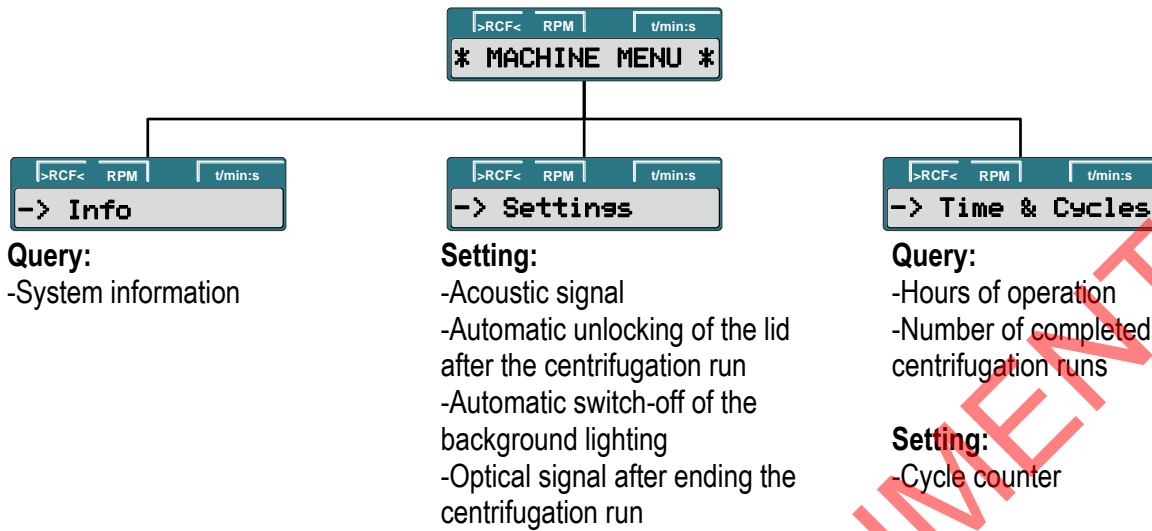 >RCF< RPM t/min:s
* MACHINE MENU *
>RCF< RPM t/min:s
-> Info
Query:
-System information
>RCF< RPM t/min:s
-> Settings
Setting:
-Acoustic signal
-Automatic unlocking of the lid
after the centrifugation run
-Automatic switch-off of the
background lighting
-Optical signal after ending the
centrifugation run
>RCF< RPM t/min:s
-> Time & Cycles
Query:
-Hours of operation
-Number of completed
centrifugation runs
Setting:
-Cycle counter